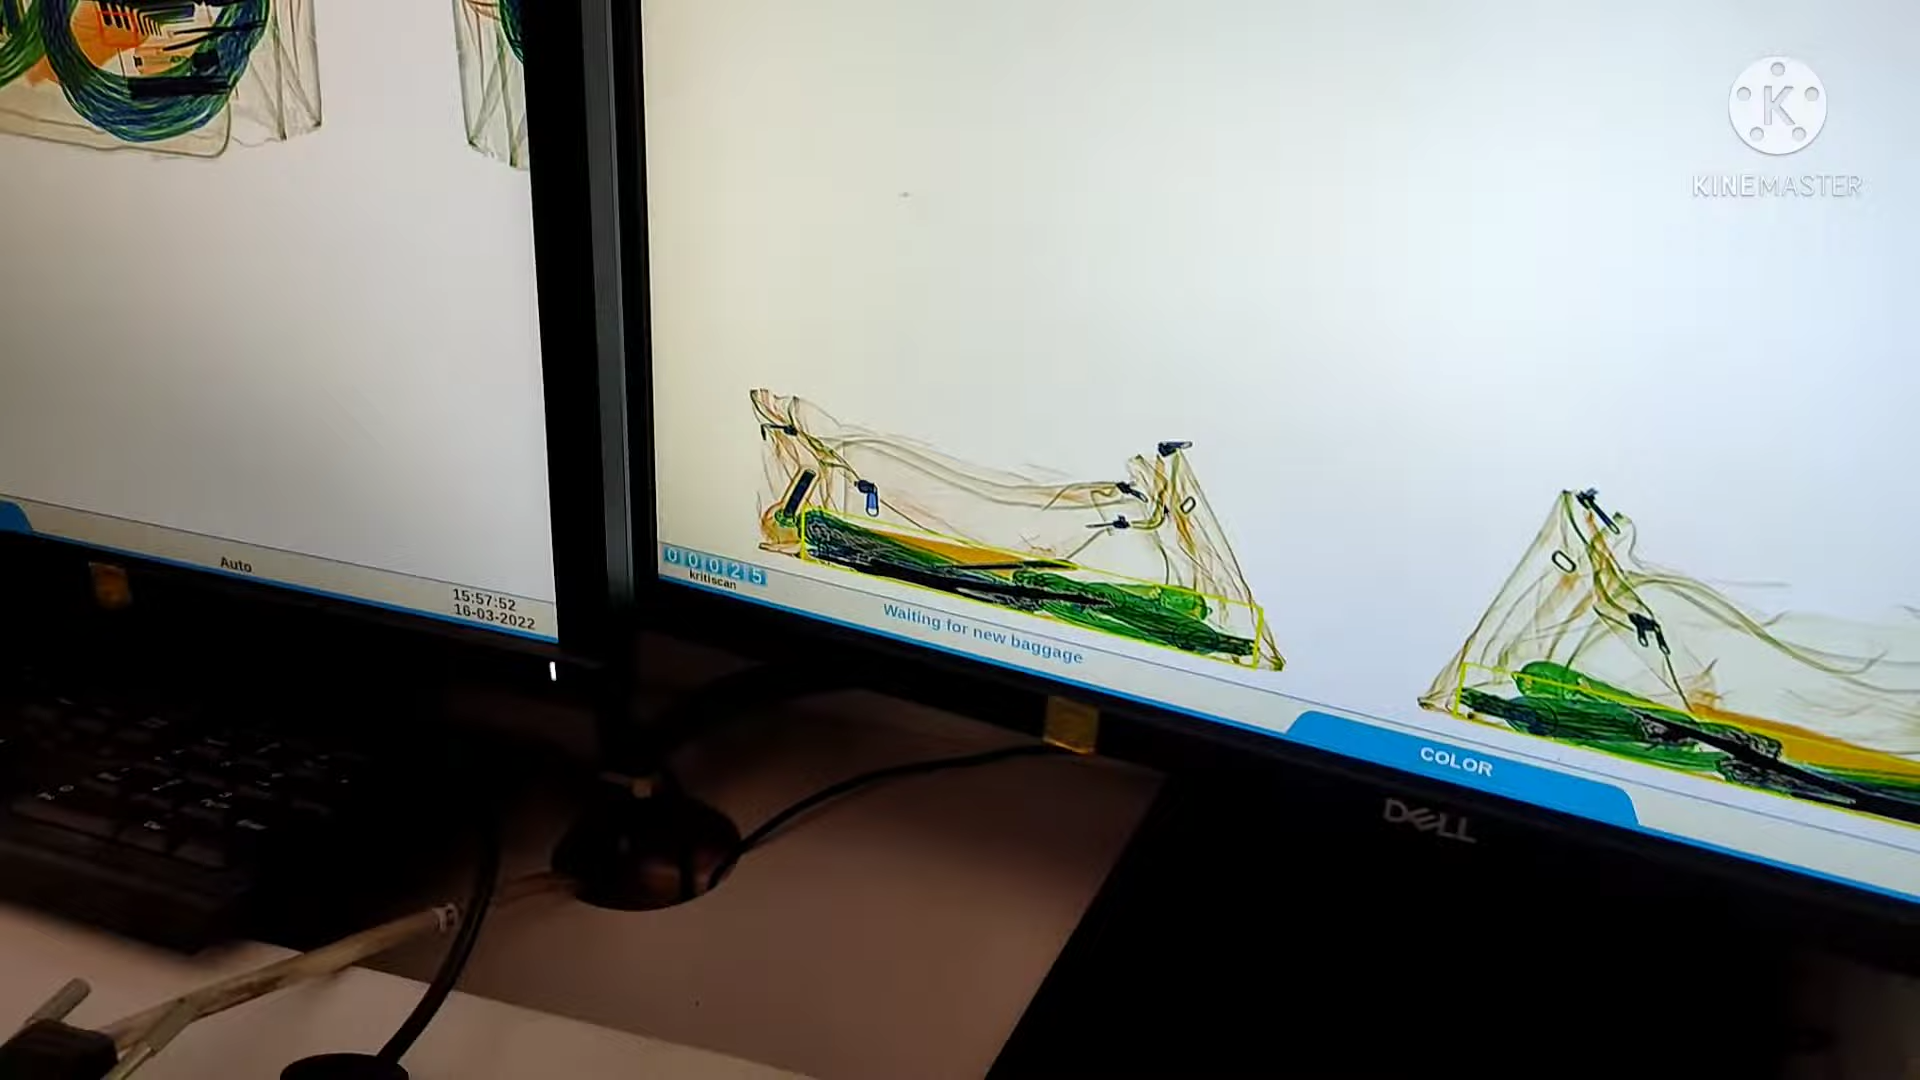 KINEMASTER
00025
kritiscan
Waiting for new baggage
Auto
15:57:52
16-03-2022
COLOR
DELL